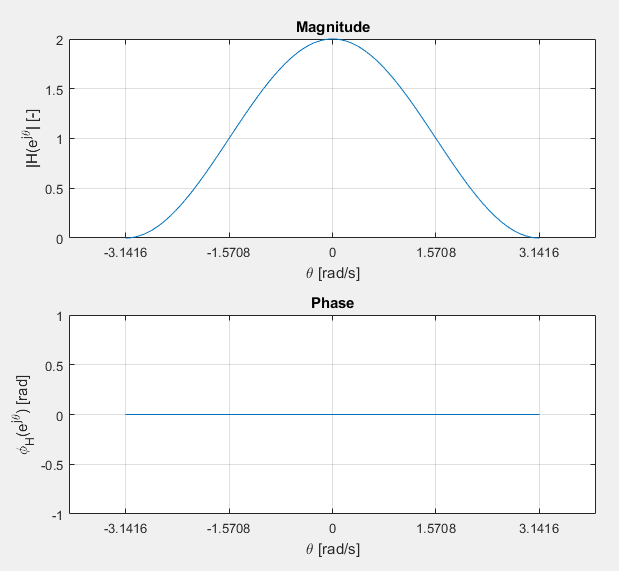 Magnitude
|H(e^jθ| [-]
2
1.5
1
0.5
0
-3.1416 -1.5708 0 1.5708 3.1416
θ [rad/s]
Phase
ϕ_H(e^jθ) [rad]
1
0.5
0
-0.5
-1
-3.1416 -1.5708 0 1.5708 3.1416
θ [rad/s]